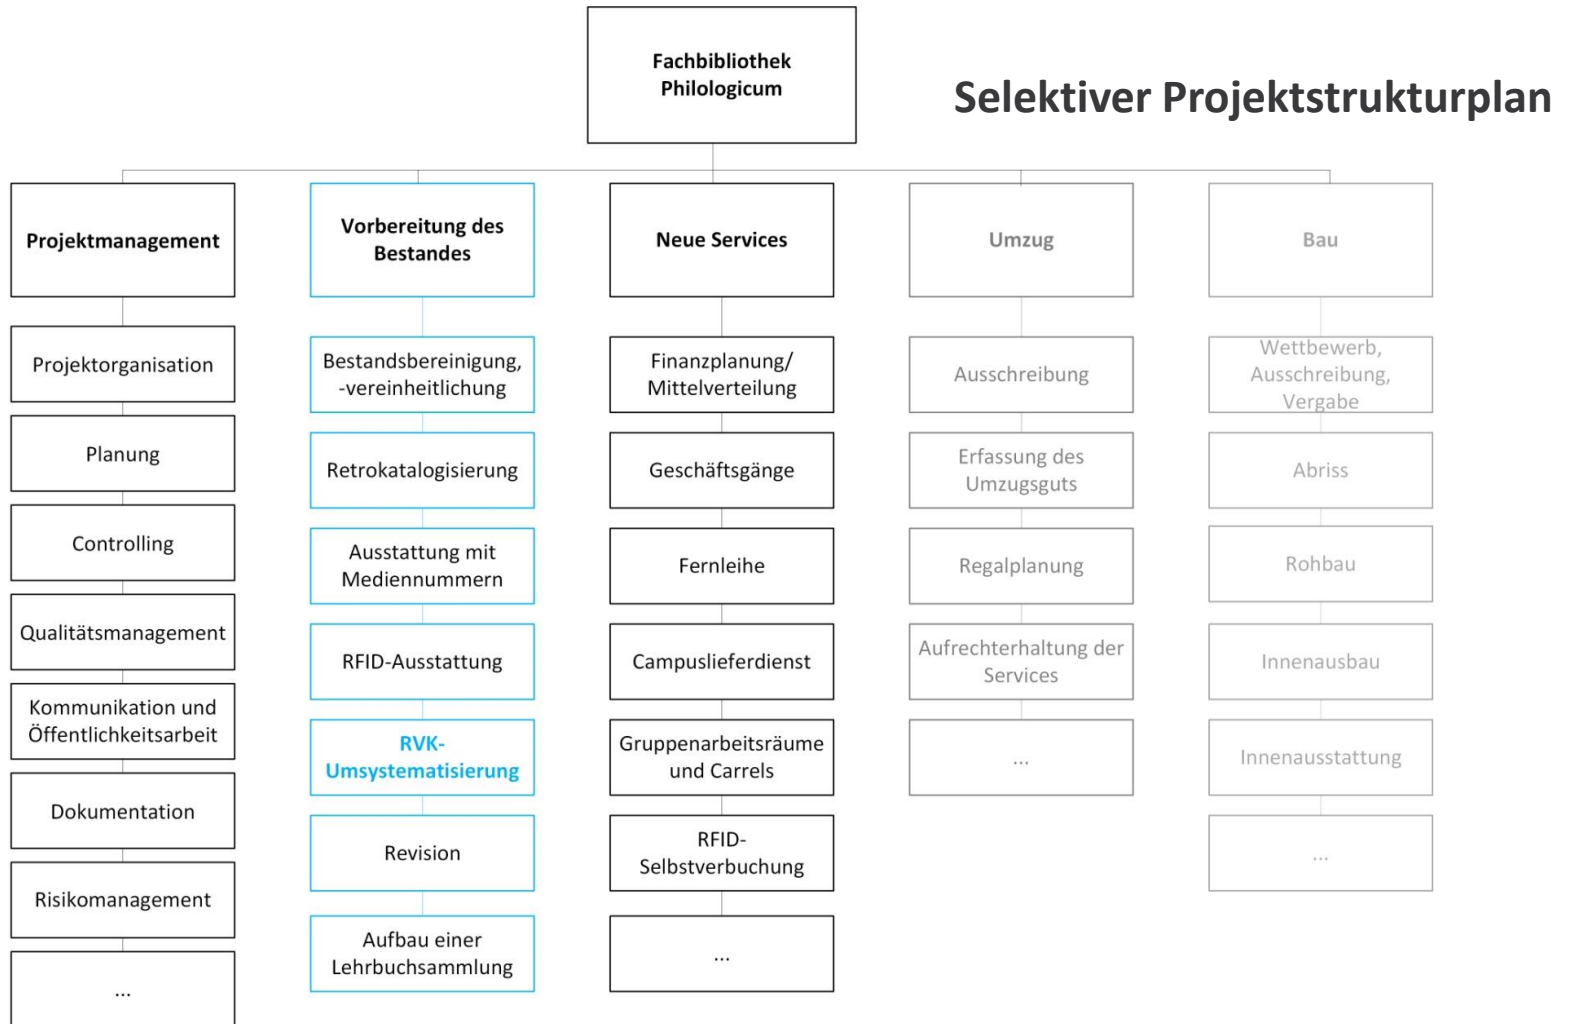 Fachbibliothek
Philologicum
Selektiver Projektstrukturplan
Projektmanagement
Projektorganisation
Planung
Controlling
Qualitätsmanagement
Kommunikation und
Öffentlichkeitsarbeit
Dokumentation
Risikomanagement
...
Vorbereitung des
Bestandes
Bestandsbereinigung,
-vereinheitlichung
Retrokatalogisierung
Ausstattung mit
Mediennummern
RFID-Ausstattung
RVK-
Umsystematisierung
Revision
Aufbau einer
Lehrbuchsammlung
Neue Services
Finanzplanung/
Mittelverteilung
Geschäftsgänge
Fernleihe
Campuslieferdienst
Gruppenarbeitsräume
und Carrels
RFID-
Selbstverbuchung
...
Umzug
Ausschreibung
Erfassung des
Umzugsguts
Regalplanung
Aufrechterhaltung der
Services
...
Bau
Wettbewerb,
Ausschreibung,
Vergabe
Abriss
Rohbau
Innenausbau
Innenausstattung
...